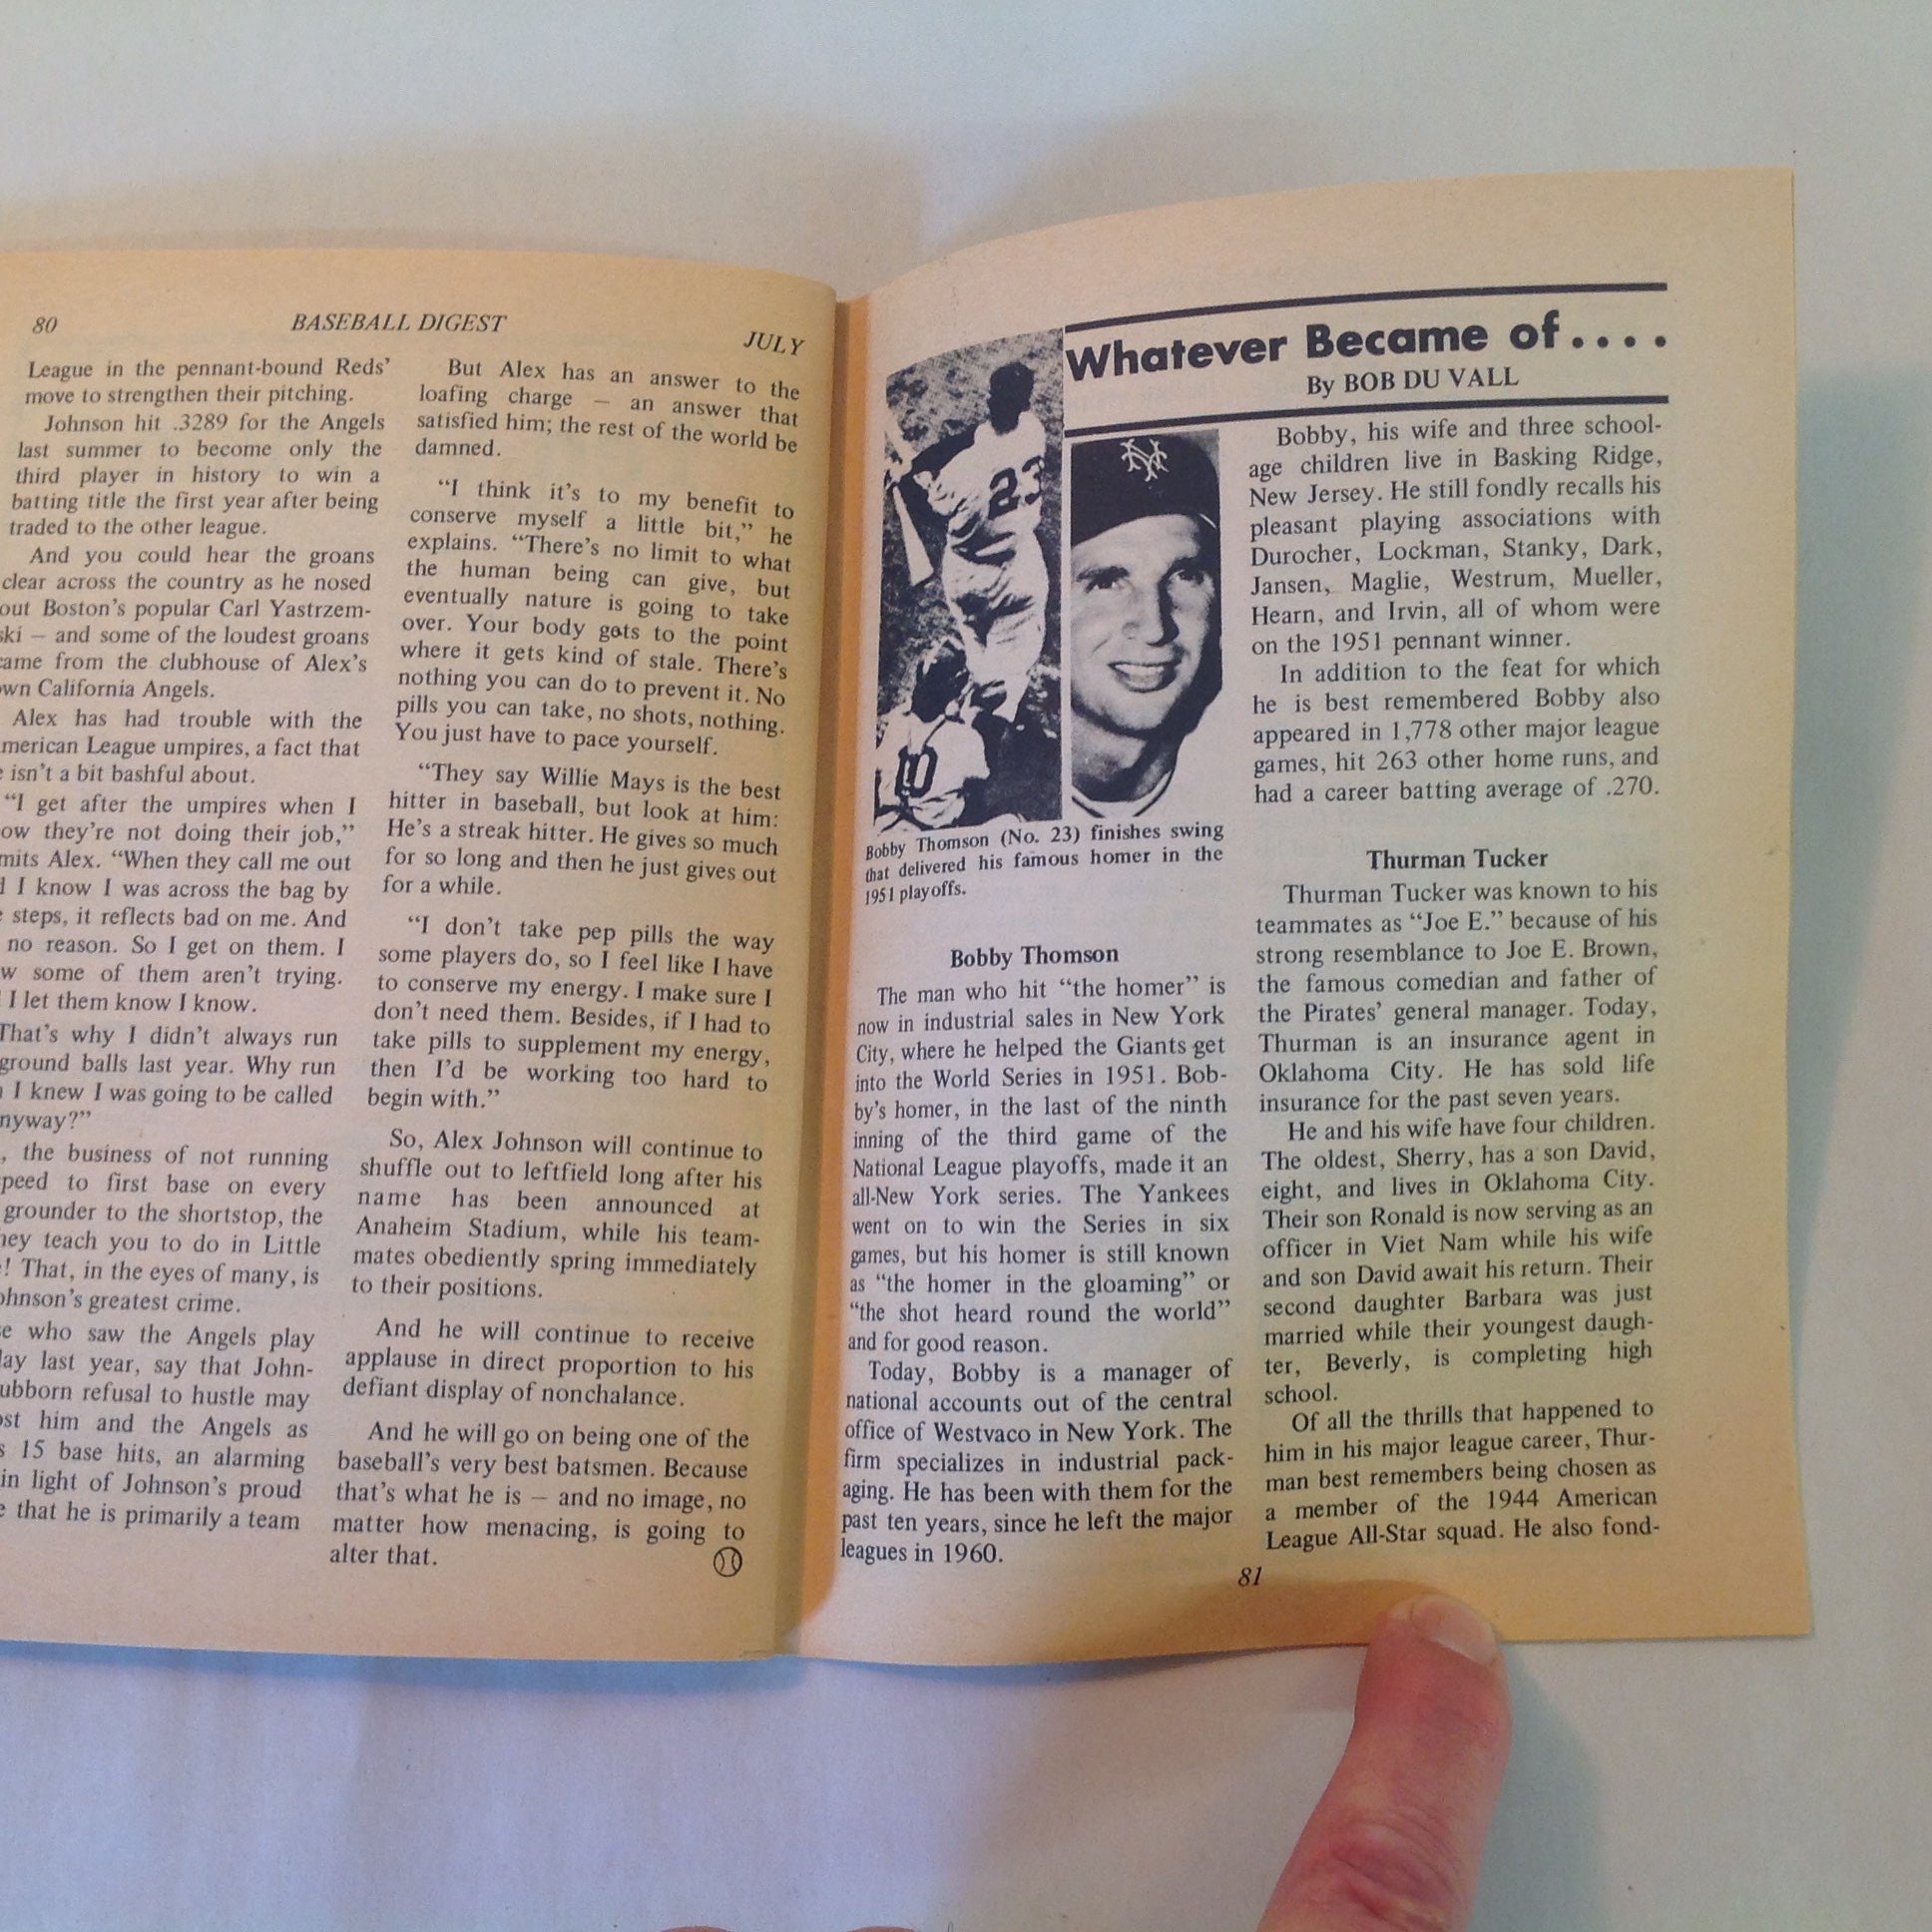 80
BASEBALL DIGEST
JULY
League in the pennant-bound Reds'
move to strengthen their pitching.
Johnson hit .3289 for the Angels
last summer to become only the
third player in history to win a
batting title the first year after being
traded to the other league.
And you could hear the groans
clear across the country as he nosed
out Boston's popular Carl Yastrzem-
ski — and some of the loudest groans
came from the clubhouse of Alex's
own California Angels.
Alex has had trouble with the
American League umpires, a fact that
isn't a bit bashful about.
"I get after the umpires when I
they're not doing their job,"
Alex. "When they call me out
I know I was across the bag by
steps, it reflects bad on me. And
no reason. So I get on them. I
some of them aren't trying.
I let them know I know.
That's why I didn't always run
ground balls last year. Why run
I knew I was going to be called
anyway?"
, the business of not running
speed to first base on every
grounder to the shortstop, the
they teach you to do in Little
! That, in the eyes of many, is
Johnson's greatest crime.
who saw the Angels play
last year, say that John-
stubborn refusal to hustle may
him and the Angels as
15 base hits, an alarming
in light of Johnson's proud
that he is primarily a team
But Alex has an answer to the
loafing charge — an answer that
satisfied him; the rest of the world be
damned.
"I think it's to my benefit to
conserve myself a little bit," he
explains. "There's no limit to what
the human being can give, but
eventually nature is going to take
over. Your body gets to the point
where it gets kind of stale. There's
nothing you can do to prevent it. No
pills you can take, no shots, nothing.
You just have to pace yourself.
"They say Willie Mays is the best
hitter in baseball, but look at him:
He's a streak hitter. He gives so much
for so long and then he just gives out
for a while.
"I don't take pep pills the way
some players do, so I feel like I have
to conserve my energy. I make sure I
don't need them. Besides, if I had to
take pills to supplement my energy,
then I'd be working too hard to
begin with."
So, Alex Johnson will continue to
shuffle out to leftfield long after his
name has been announced at
Anaheim Stadium, while his team-
mates obediently spring immediately
to their positions.
And he will continue to receive
applause in direct proportion to his
defiant display of nonchalance.
And he will go on being one of the
baseball's very best batsmen. Because
that's what he is — and no image, no
matter how menacing, is going to
alter that.
Whatever Became of....
By BOB DU VALL
23
10
NY
Bobby Thomson (No. 23) finishes swing
that delivered his famous homer in the
1951 playoffs.
Bobby Thomson
The man who hit "the homer" is
now in industrial sales in New York
City, where he helped the Giants get
into the World Series in 1951. Bob-
by's homer, in the last of the ninth
inning of the third game of the
National League playoffs, made it an
all-New York series. The Yankees
went on to win the Series in six
games, but his homer is still known
as "the homer in the gloaming" or
"the shot heard round the world"
and for good reason.
Today, Bobby is a manager of
national accounts out of the central
office of Westvaco in New York. The
firm specializes in industrial pack-
aging. He has been with them for the
past ten years, since he left the major
leagues in 1960.
Bobby, his wife and three school-
age children live in Basking Ridge,
New Jersey. He still fondly recalls his
pleasant playing associations with
Durocher, Lockman, Stanky, Dark,
Jansen, Maglie, Westrum, Mueller,
Hearn, and Irvin, all of whom were
on the 1951 pennant winner.
In addition to the feat for which
he is best remembered Bobby also
appeared in 1,778 other major league
games, hit 263 other home runs, and
had a career batting average of .270.
Thurman Tucker
Thurman Tucker was known to his
teammates as "Joe E." because of his
strong resemblance to Joe E. Brown,
the famous comedian and father of
the Pirates' general manager. Today,
Thurman is an insurance agent in
Oklahoma City. He has sold life
insurance for the past seven years.
He and his wife have four children.
The oldest, Sherry, has a son David,
eight, and lives in Oklahoma City.
Their son Ronald is now serving as an
officer in Viet Nam while his wife
and son David await his return. Their
second daughter Barbara was just
married while their youngest daugh-
ter, Beverly, is completing high
school.
Of all the thrills that happened to
him in his major league career, Thur-
man best remembers being chosen as
a member of the 1944 American
League All-Star squad. He also fond-
81